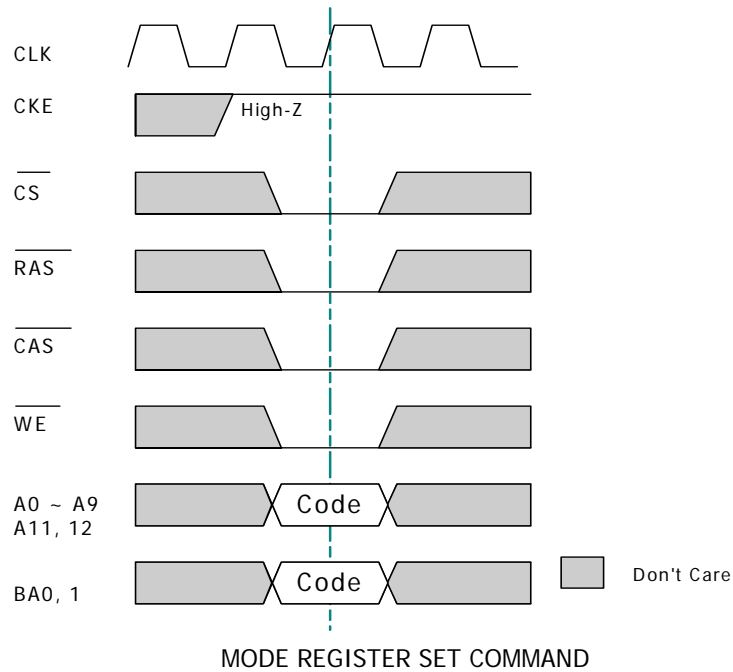 CLK
CKE
High-Z
CS
RAS
CAS
WE
A0 ~ A9
A11, 12
Code
BA0, 1
Code
Don't Care
MODE REGISTER SET COMMAND